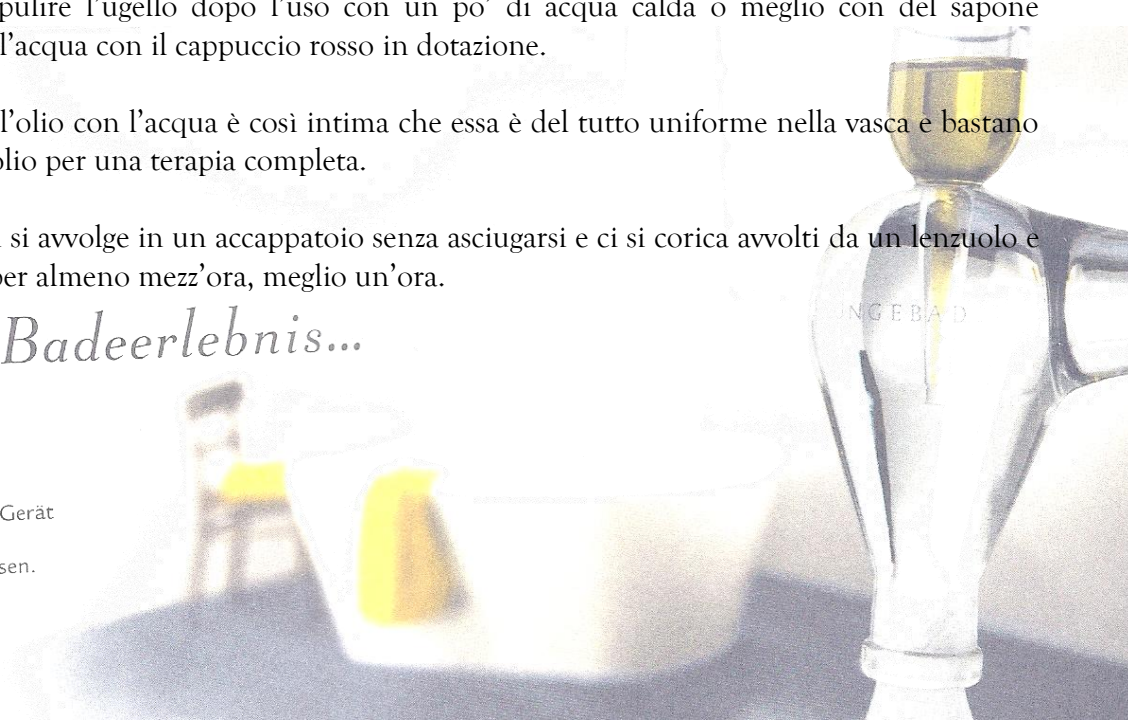 pulire l'ugello dopo l'uso con un po' di acqua calda o meglio con del sapone
l'acqua con il cappuccio rosso in dotazione.
l'olio con l'acqua è così intima che essa è del tutto uniforme nella vasca e bastano
olio per una terapia completa.
si avvolge in un accappatoio senza asciugarsi e ci si corica avvolti da un lenzuolo e
per almeno mezz'ora, meglio un'ora.
NGEBAD
Badeerlebnis...
Gerät
sen.